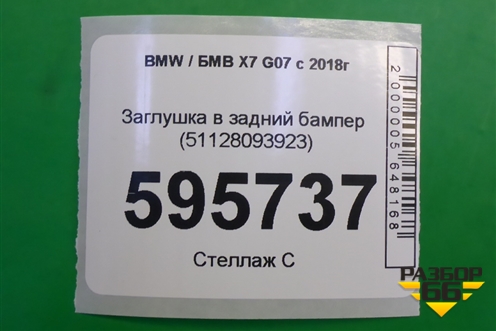 BMW / БМВ X7 G07 с 2018г
Заглушка в задний бампер
(51128093923)
595737
Стеллаж С
2000005648168
РАЗБОР
66